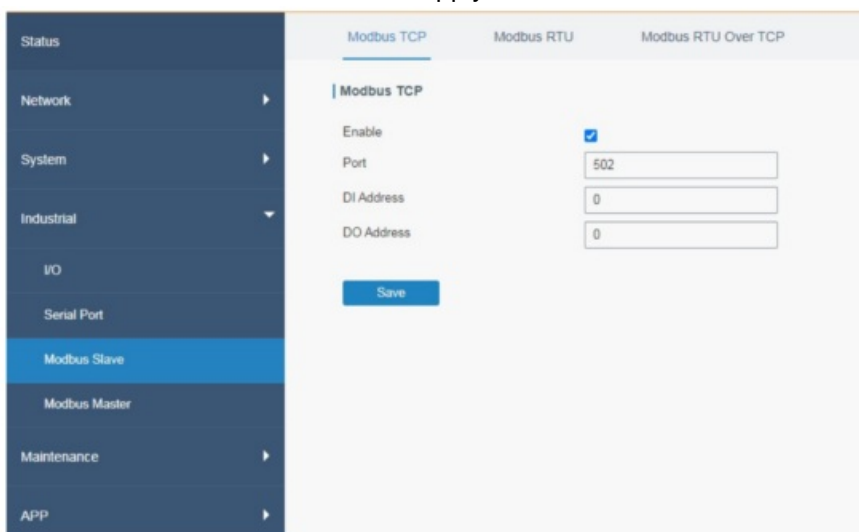 Status
Network
System
Industrial
I/O
Serial Port
Modbus Slave
Modbus Master
Maintenance
APP
Modbus TCP Modbus RTU Modbus RTU Over TCP
Modbus TCP
Enable
Port 502
DI Address 0
DO Address 0
Save